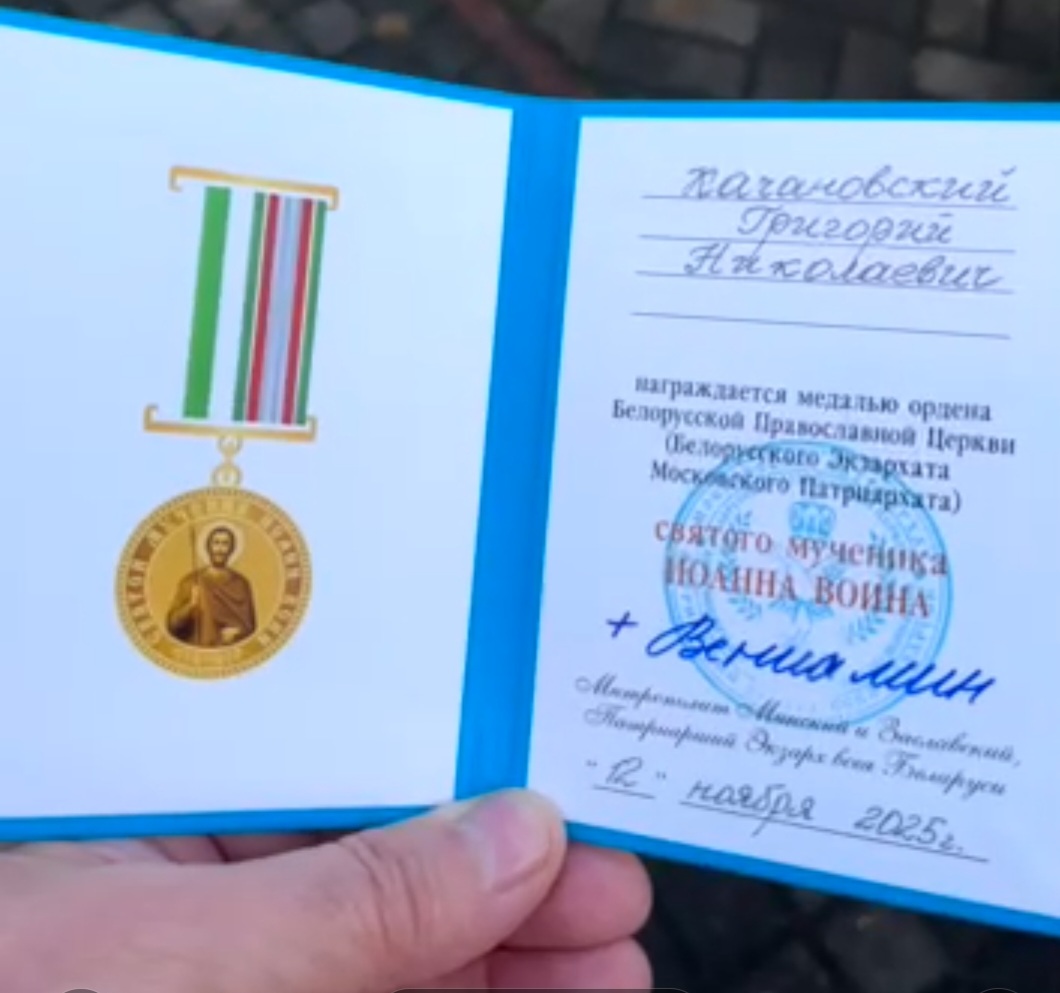 Качановский
Григорий
Николаевич
награждается медалью ордена
Белорусской Православной Церкви
(Белорусского Экзархата
Московского Патриархата)
святого мученика
ИОАННА ВОИНА
+ Вениамин
Митрополит Минский и Заславский,
Патриарший Экзарх всея Беларуси
"12" ноября 2025г.